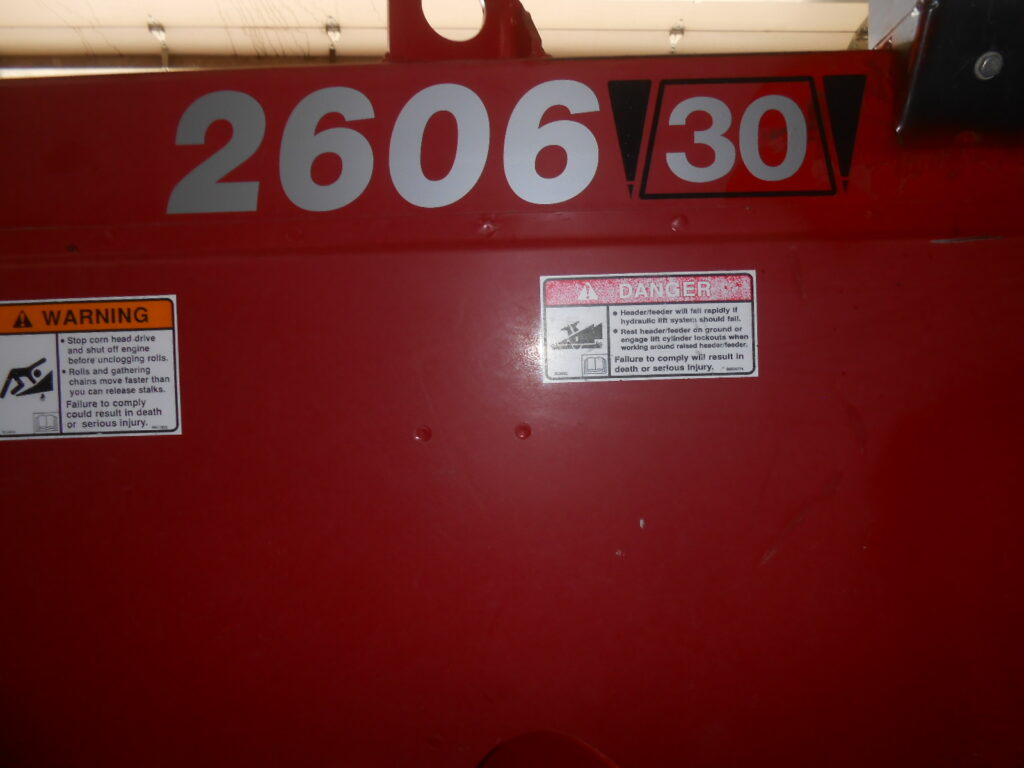 2606 30
WARNING
• Stop corn head drive
and shut off engine
before unclogging rolls.
• Rolls and gathering
chains move faster than
you can release stalks.
Failure to comply
could result in death
or serious injury.
DANGER
• Header/feeder will fall rapidly if
hydraulic lift system should fail.
• Rest header/feeder on ground or
engage lift cylinder lockouts when
working around raised header/feeder.
Failure to comply will result in
death or serious injury.